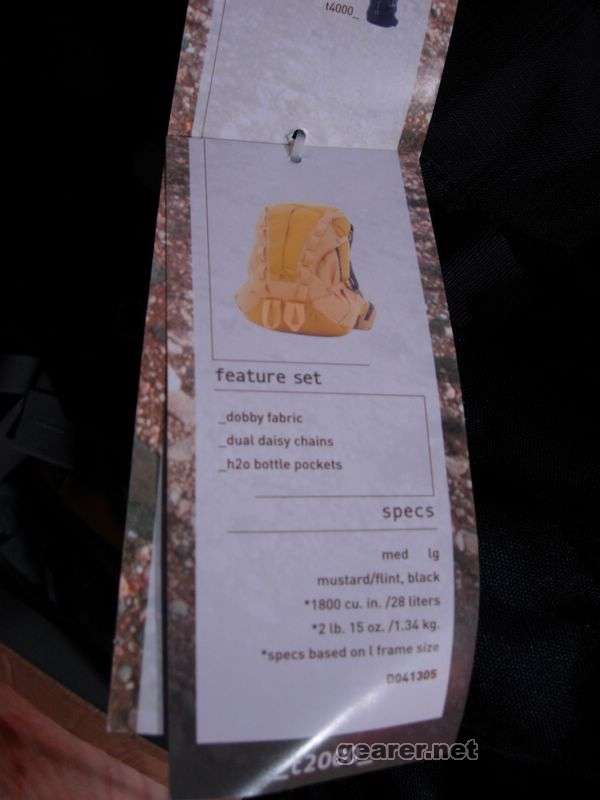 t4000_
feature set
_dobby fabric
_dual daisy chains
_h2o bottle pockets
specs
med lg
mustard/flint, black
*1800 cu. in. /28 liters
*2 lb. 15 oz. /1.34 kg.
*specs based on l frame size
D041305
gearer.net